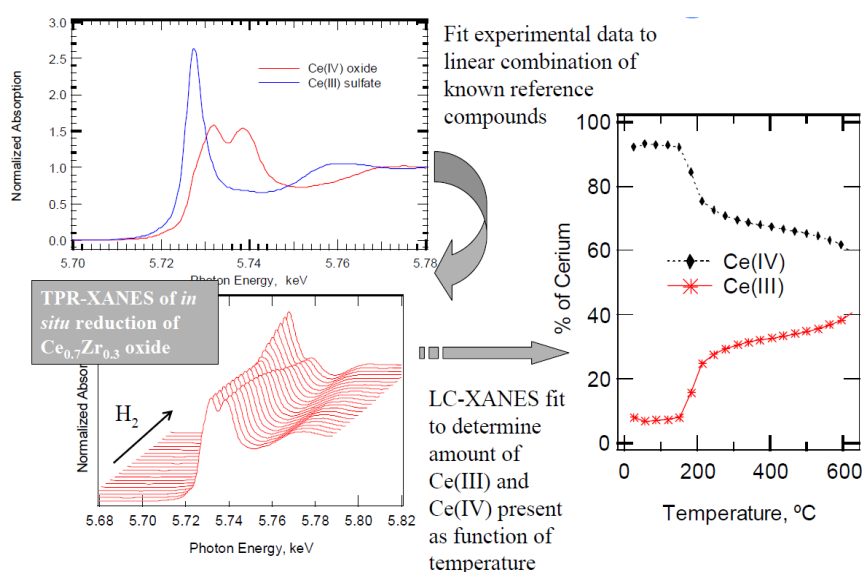 3.0
2.5
2.0
1.5
1.0
0.5
0.0
Normalized Absorption
Ce(IV) oxide
Ce(III) sulfate
5.70
5.72
5.74
5.76
5.78
Photon Energy, keV
Fit experimental data to
linear combination of
known reference
compounds
TPR-XANES of in
situ reduction of
Ce0.7Zr0.3 oxide
Normalized Absorption
H2
5.68
5.70
5.72
5.74
5.76
5.78
5.80
5.82
Photon Energy, keV
LC-XANES fit
to determine
amount of
Ce(III) and
Ce(IV) present
as function of
temperature
100
80
60
40
20
0
% of Cerium
Ce(IV)
Ce(III)
0
200
400
600
Temperature, ºC